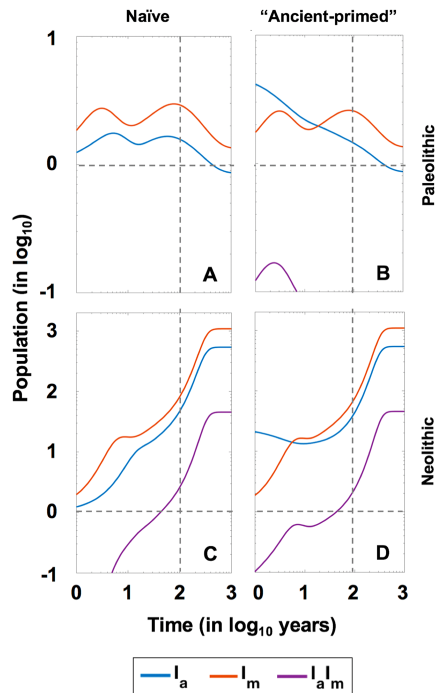 Naïve
“Ancient-primed”
Population (in log10)
Paleolithic
Neolithic
1
0
-1
A
B
3
2
1
0
-1
C
D
0 1 2 3
0 1 2 3
Time (in log10 years)
Ia Im IaIm